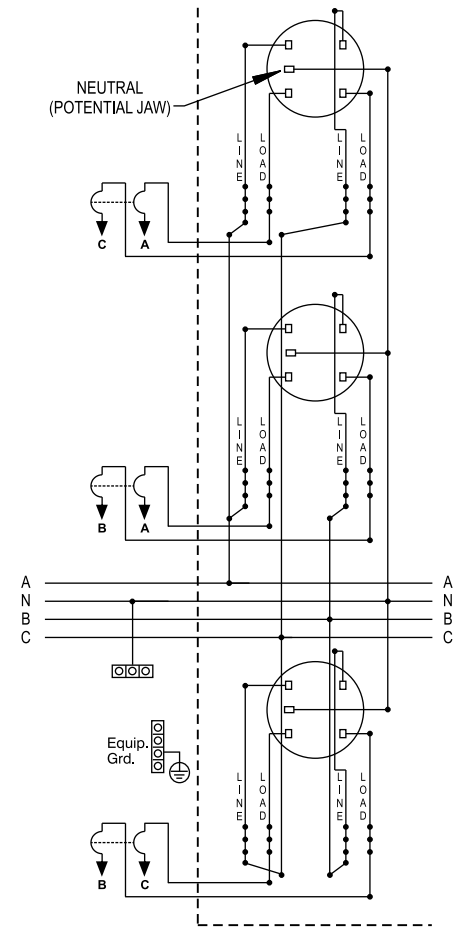 NEUTRAL
(POTENTIAL JAW)
LINE
LOAD
LINE
LOAD
C A
LINE
LOAD
LINE
LOAD
B A
A A
N N
B B
C C
Equip.
Grd.
LINE
LOAD
LINE
LOAD
B C